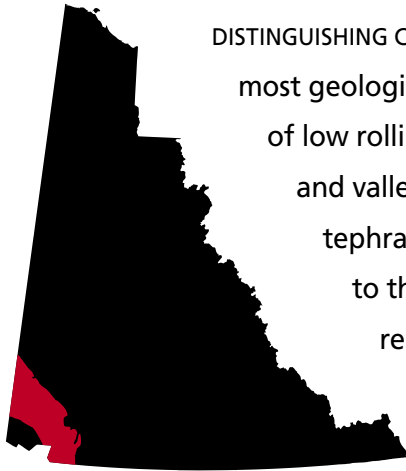 DISTINGUISHING C
most geologi
of low rolli
and valle
tephra
to th
re